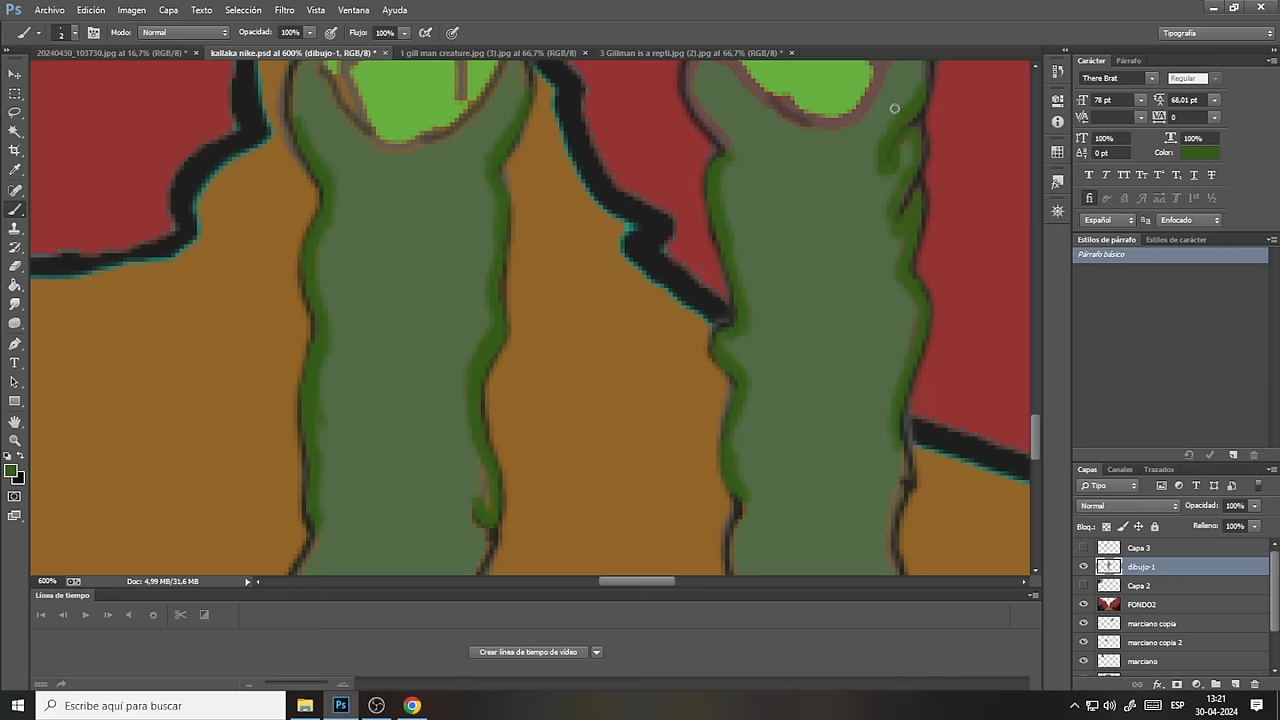 Ps Archivo Edición Imagen Capa Texto Selección Filtro Vista Ventana Ayuda
2 Modo: Normal Opacidad: 100% Flujo: 100% Tipografía
20240430_103730.jpg al 16,7% (RGB/8) * × kallaka nike.psd al 600% (dibujo-1, RGB/8) * × 1 gill man creature.jpg (3).jpg al 66,7% (RGB/8) × 3 Gillman is a repti.jpg (2).jpg al 66,7% (RGB/8) * ×
Carácter Párrafo
There Brat Regular
78 pt 68,01 pt
0
100% 100%
0 pt Color:
Español Enfocado
Estilos de párrafo Estilos de carácter
Párrafo básico
Capas Canales Trazados
Tipo
Normal Opacidad: 100%
Bloq.: Relleno: 100%
Capa 3
dibujo-1
Capa 2
FONDO2
marciano copia
marciano copia 2
marciano
600% Doc: 4,99 MB/31,6 MB
Línea de tiempo
Crear línea de tiempo de vídeo
Escribe aquí para buscar
Ps
ESP
13:21
30-04-2024